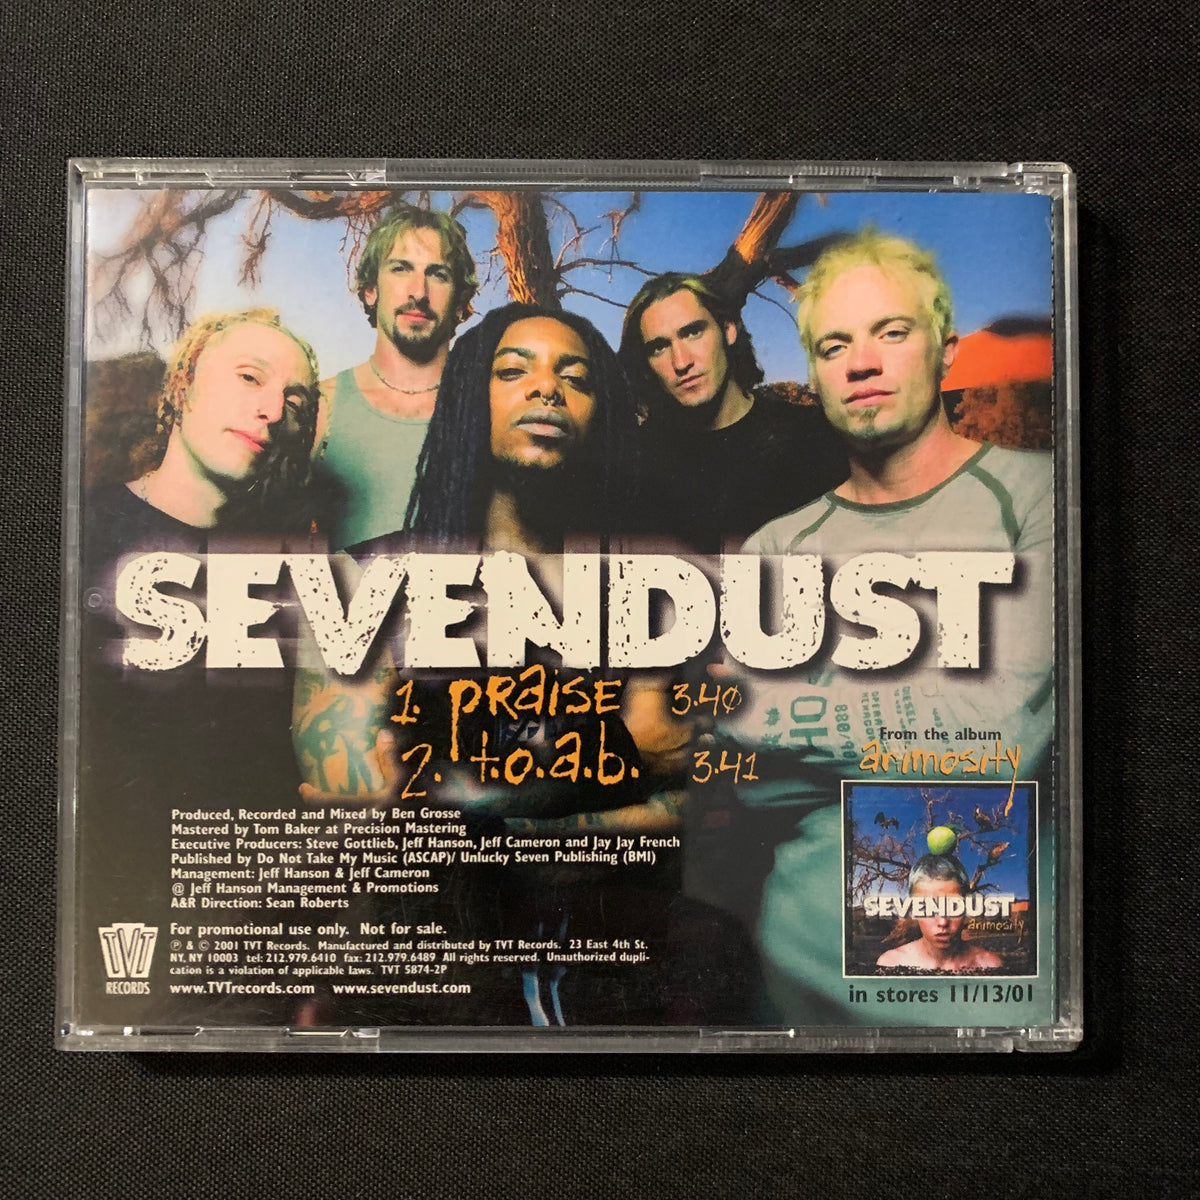 SEVENDUST
1. praise 3.40
2. t.o.a.b. 3.41
From the album
animosity
SEVENDUST
animosity
in stores 11/13/01
Produced, Recorded and Mixed by Ben Grosse
Mastered by Tom Baker at Precision Mastering
Executive Producers: Steve Gottlieb, Jeff Hanson, Jeff Cameron and Jay Jay French
Published by Do Not Take My Music (ASCAP)/ Unlucky Seven Publishing (BMI)
Management: Jeff Hanson & Jeff Cameron
@ Jeff Hanson Management & Promotions
A&R Direction: Sean Roberts
For promotional use only. Not for sale.
℗ & © 2001 TVT Records. Manufactured and distributed by TVT Records. 23 East 4th St.
NY, NY 10003 tel: 212.979.6410 fax: 212.979.6489 All rights reserved. Unauthorized dupli-
cation is a violation of applicable laws. TVT 5874-2P
www.TVTrecords.com www.sevendust.com
TVT
RECORDS